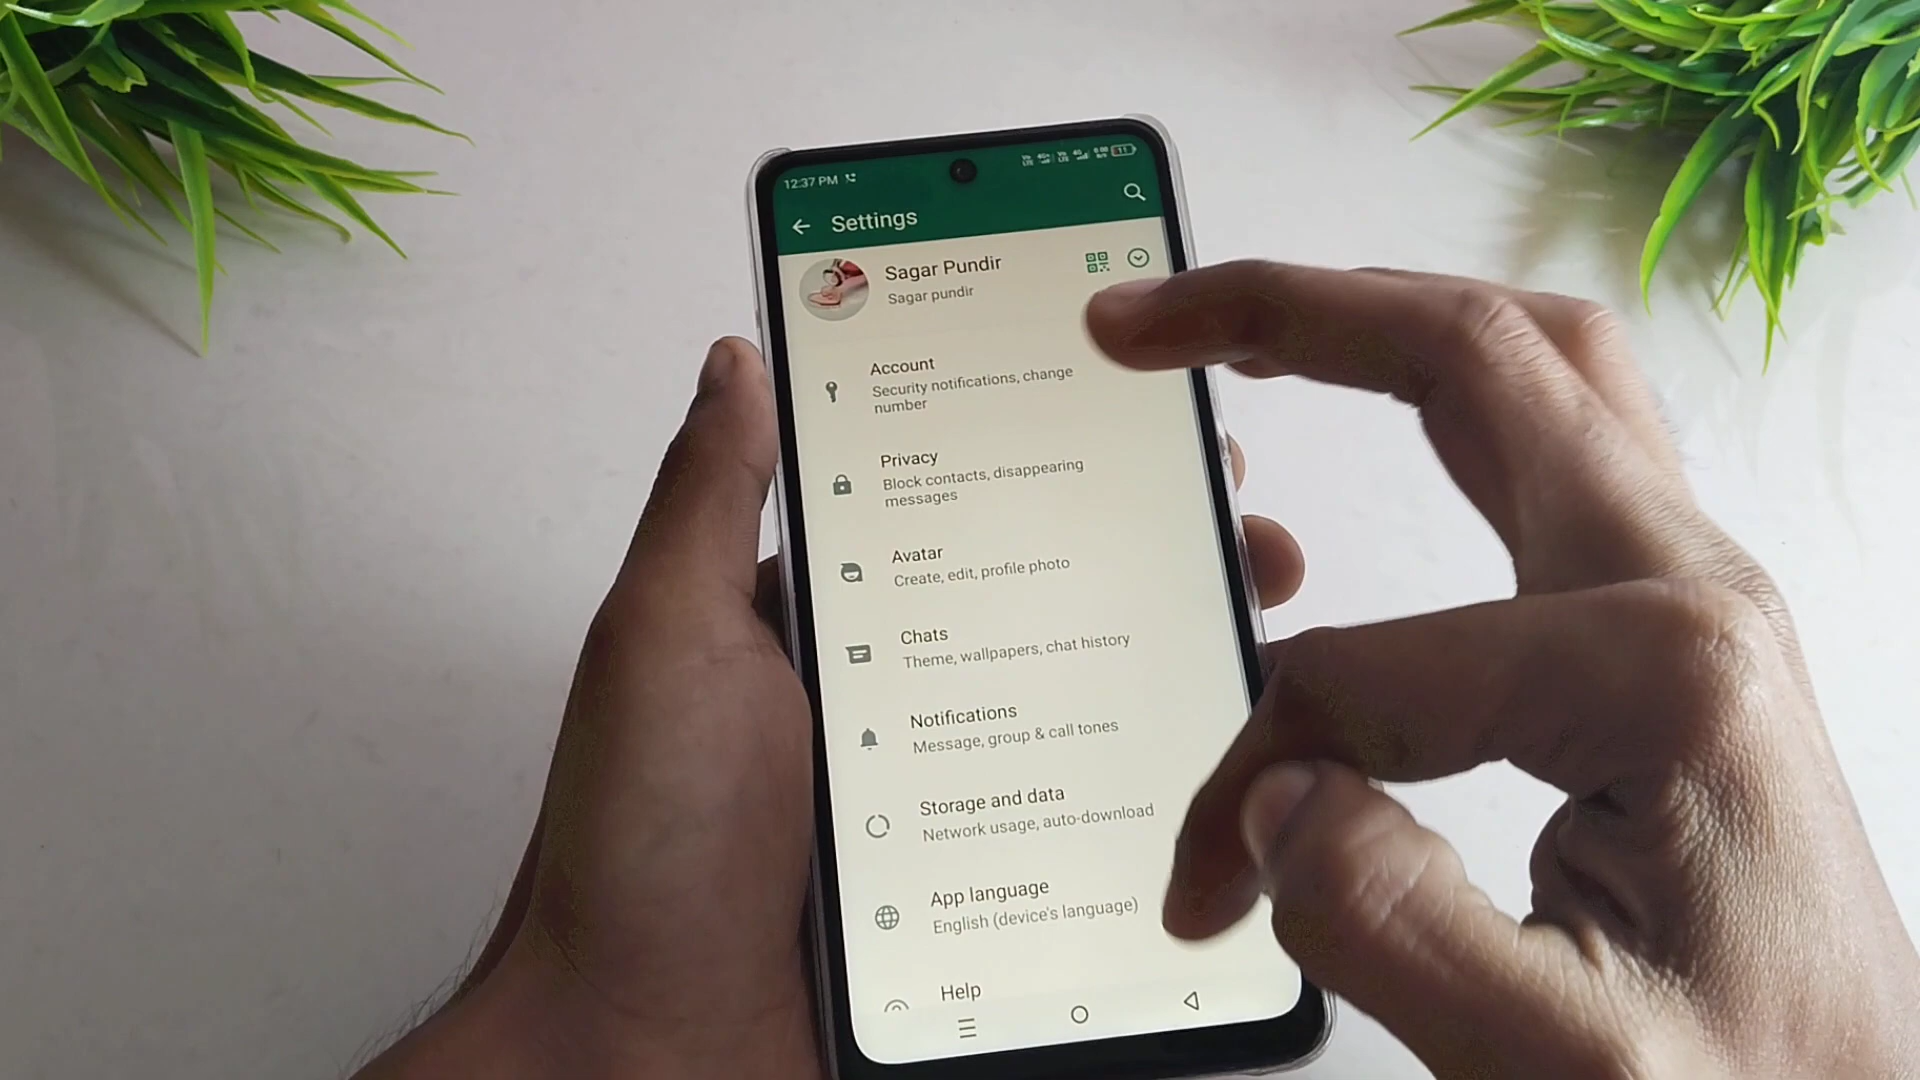 12:37 PM
11
Settings
Sagar Pundir
Sagar pundir
Account
Security notifications, change
number
Privacy
Block contacts, disappearing
messages
Avatar
Create, edit, profile photo
Chats
Theme, wallpapers, chat history
Notifications
Message, group & call tones
Storage and data
Network usage, auto-download
App language
English (device's language)
Help